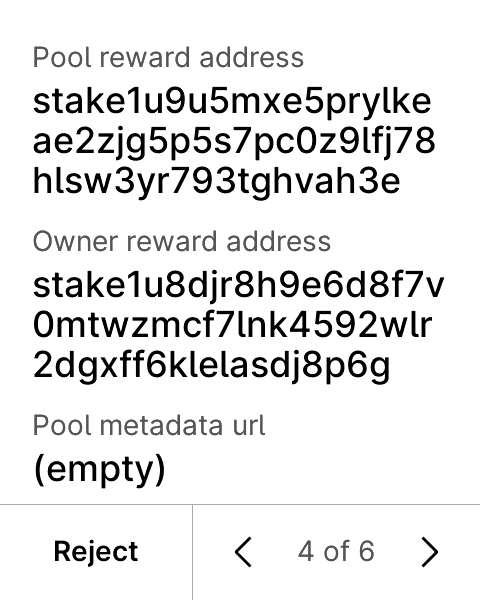 Pool reward address
stake1u9u5mxe5prylke
ae2zjg5p5s7pc0z9lfj78
hlsw3yr793tghvah3e
Owner reward address
stake1u8djr8h9e6d8f7v
0mtwzmcf7lnk4592wlr
2dgxff6klelasdj8p6g
Pool metadata url
(empty)
Reject
4 of 6